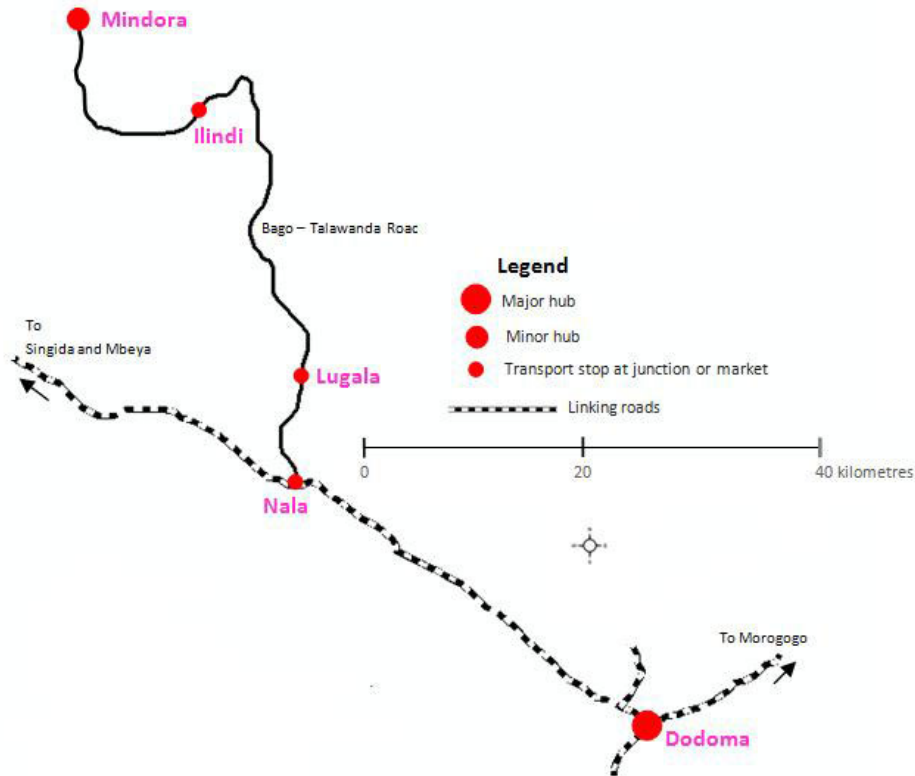 Mindora
Ilindi
Bago – Talawanda Roac
Legend
Major hub
Minor hub
To
Singida and Mbeya
Lugala
Transport stop at junction or market
Linking roads
0
20
40 kilometres
Nala
To Morogogo
Dodoma